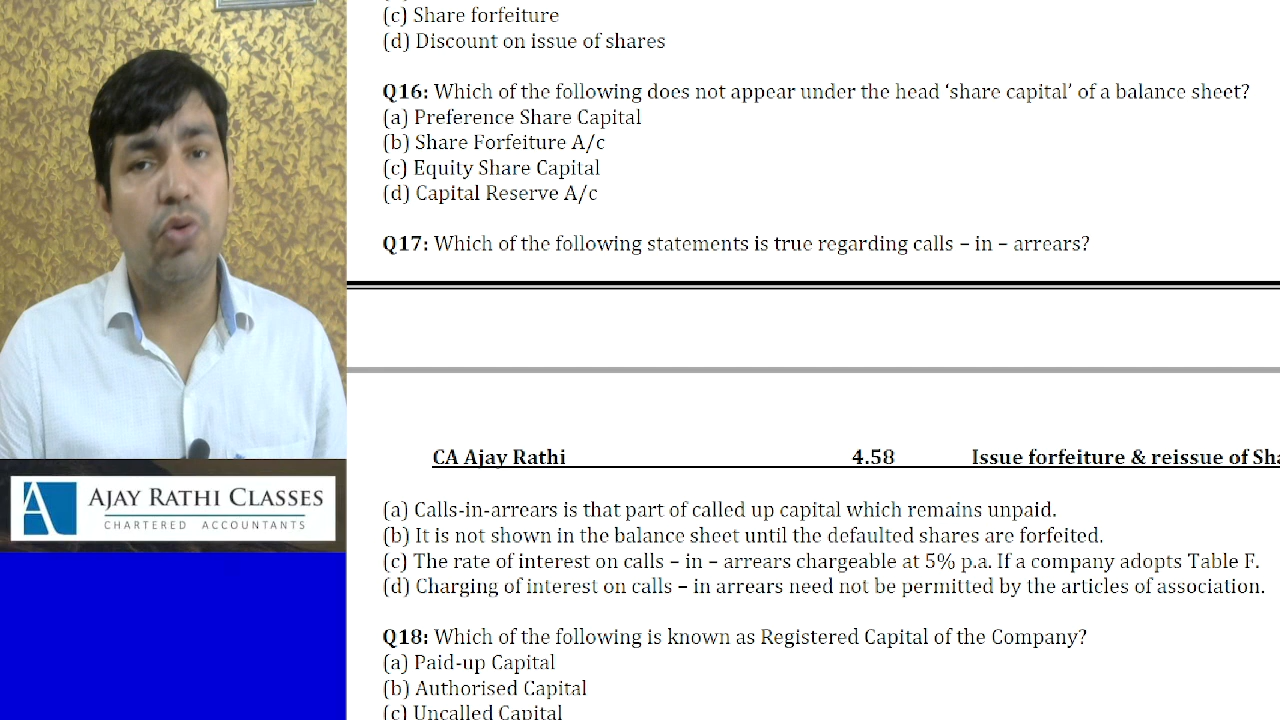 (c) Share forfeiture
(d) Discount on issue of shares
Q16: Which of the following does not appear under the head ‘share capital’ of a balance sheet?
(a) Preference Share Capital
(b) Share Forfeiture A/c
(c) Equity Share Capital
(d) Capital Reserve A/c
Q17: Which of the following statements is true regarding calls – in – arrears?
CA Ajay Rathi 4.58 Issue forfeiture & reissue of Sha
(a) Calls-in-arrears is that part of called up capital which remains unpaid.
(b) It is not shown in the balance sheet until the defaulted shares are forfeited.
(c) The rate of interest on calls – in – arrears chargeable at 5% p.a. If a company adopts Table F.
(d) Charging of interest on calls – in arrears need not be permitted by the articles of association.
Q18: Which of the following is known as Registered Capital of the Company?
(a) Paid-up Capital
(b) Authorised Capital
(c) Uncalled Capital
A
AJAY RATHI CLASSES
CHARTERED ACCOUNTANTS